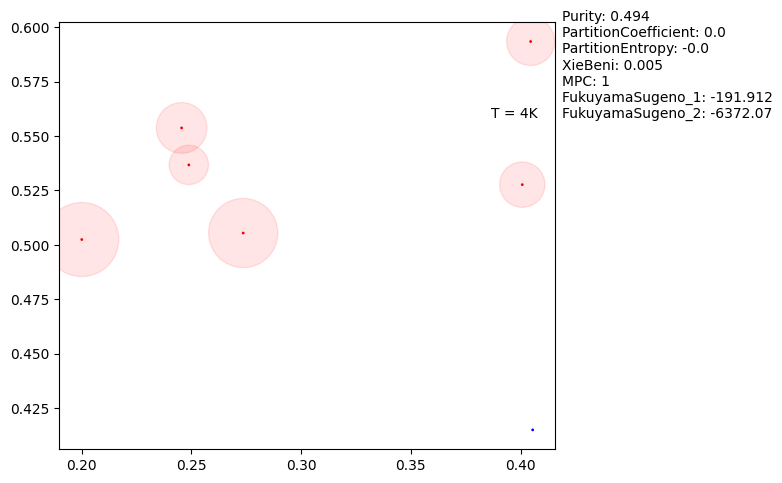 Purity: 0.494
PartitionCoefficient: 0.0
PartitionEntropy: -0.0
XieBeni: 0.005
MPC: 1
FukuyamaSugeno_1: -191.912
FukuyamaSugeno_2: -6372.07
T = 4K
0.600
0.575
0.550
0.525
0.500
0.475
0.450
0.425
0.20 0.25 0.30 0.35 0.40